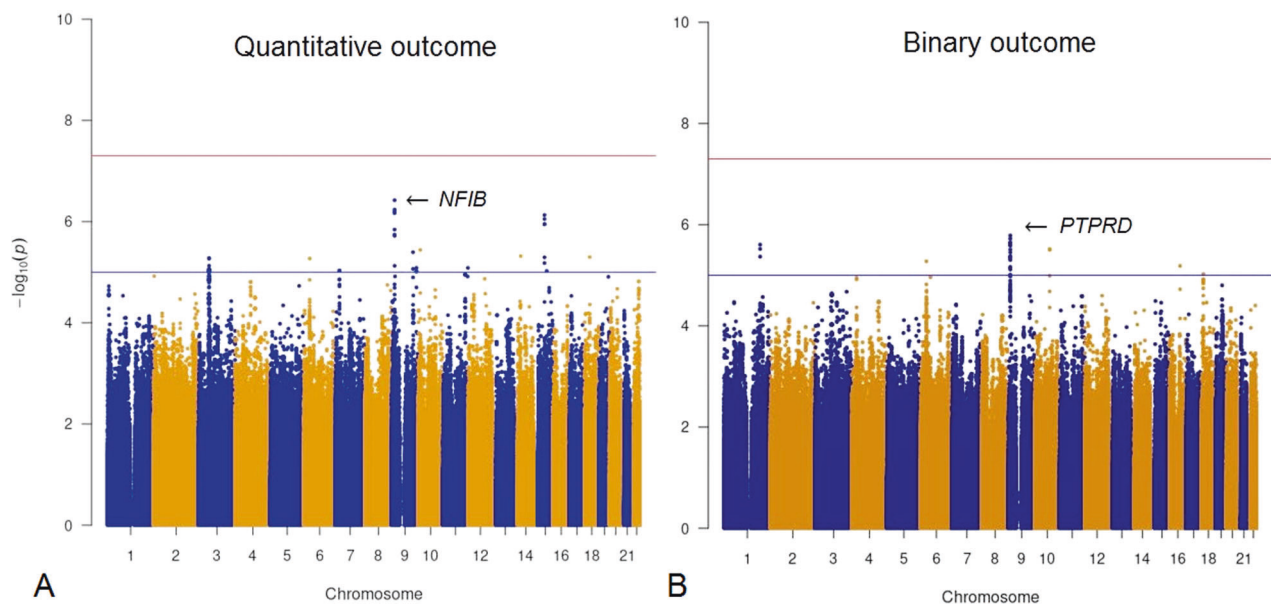 Quantitative outcome
10
8
6
4
2
0
−log10(p)
← NFIB
1 2 3 4 5 6 7 8 9 10 12 14 16 18 21
Chromosome
A
Binary outcome
10
8
6
4
2
0
← PTPRD
1 2 3 4 5 6 7 8 9 10 12 14 16 18 21
Chromosome
B